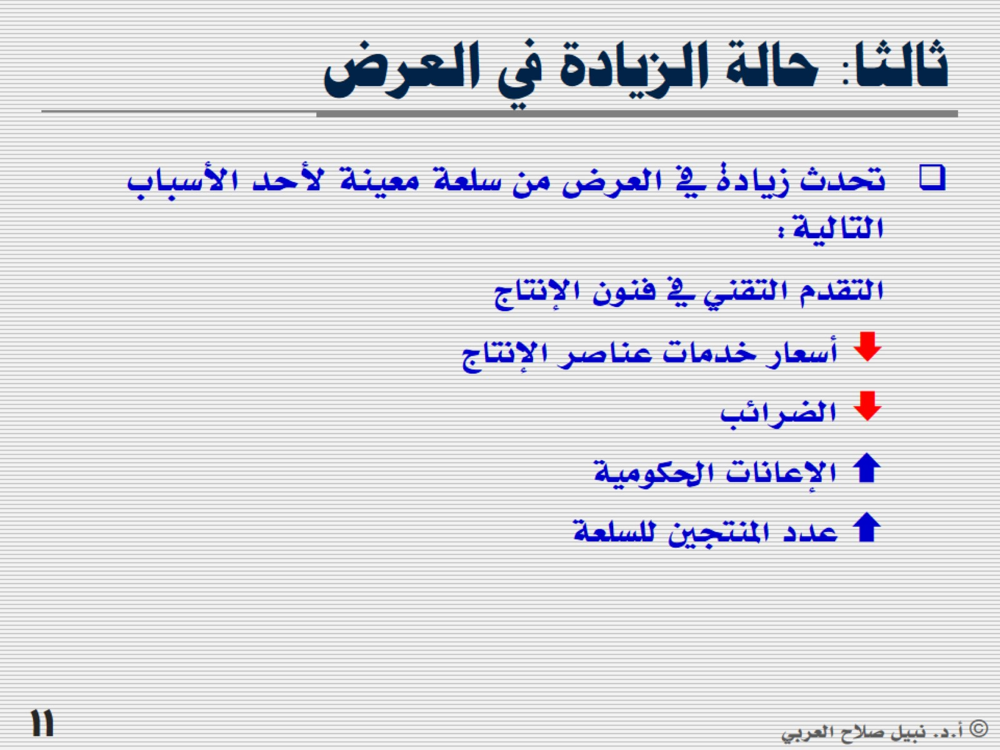 ثالثا: حالة الزيادة في العرض
❑ تحدث زيادة في العرض من سلعة معينة لأحد الأسباب
التالية :
التقدم التقني في فنون الإنتاج
⬇ أسعار خدمات عناصر الإنتاج
⬇ الضرائب
⬆ الإعانات الحكومية
⬆ عدد المنتجين للسلعة
© أ.د. نبيل صلاح العربي
١١